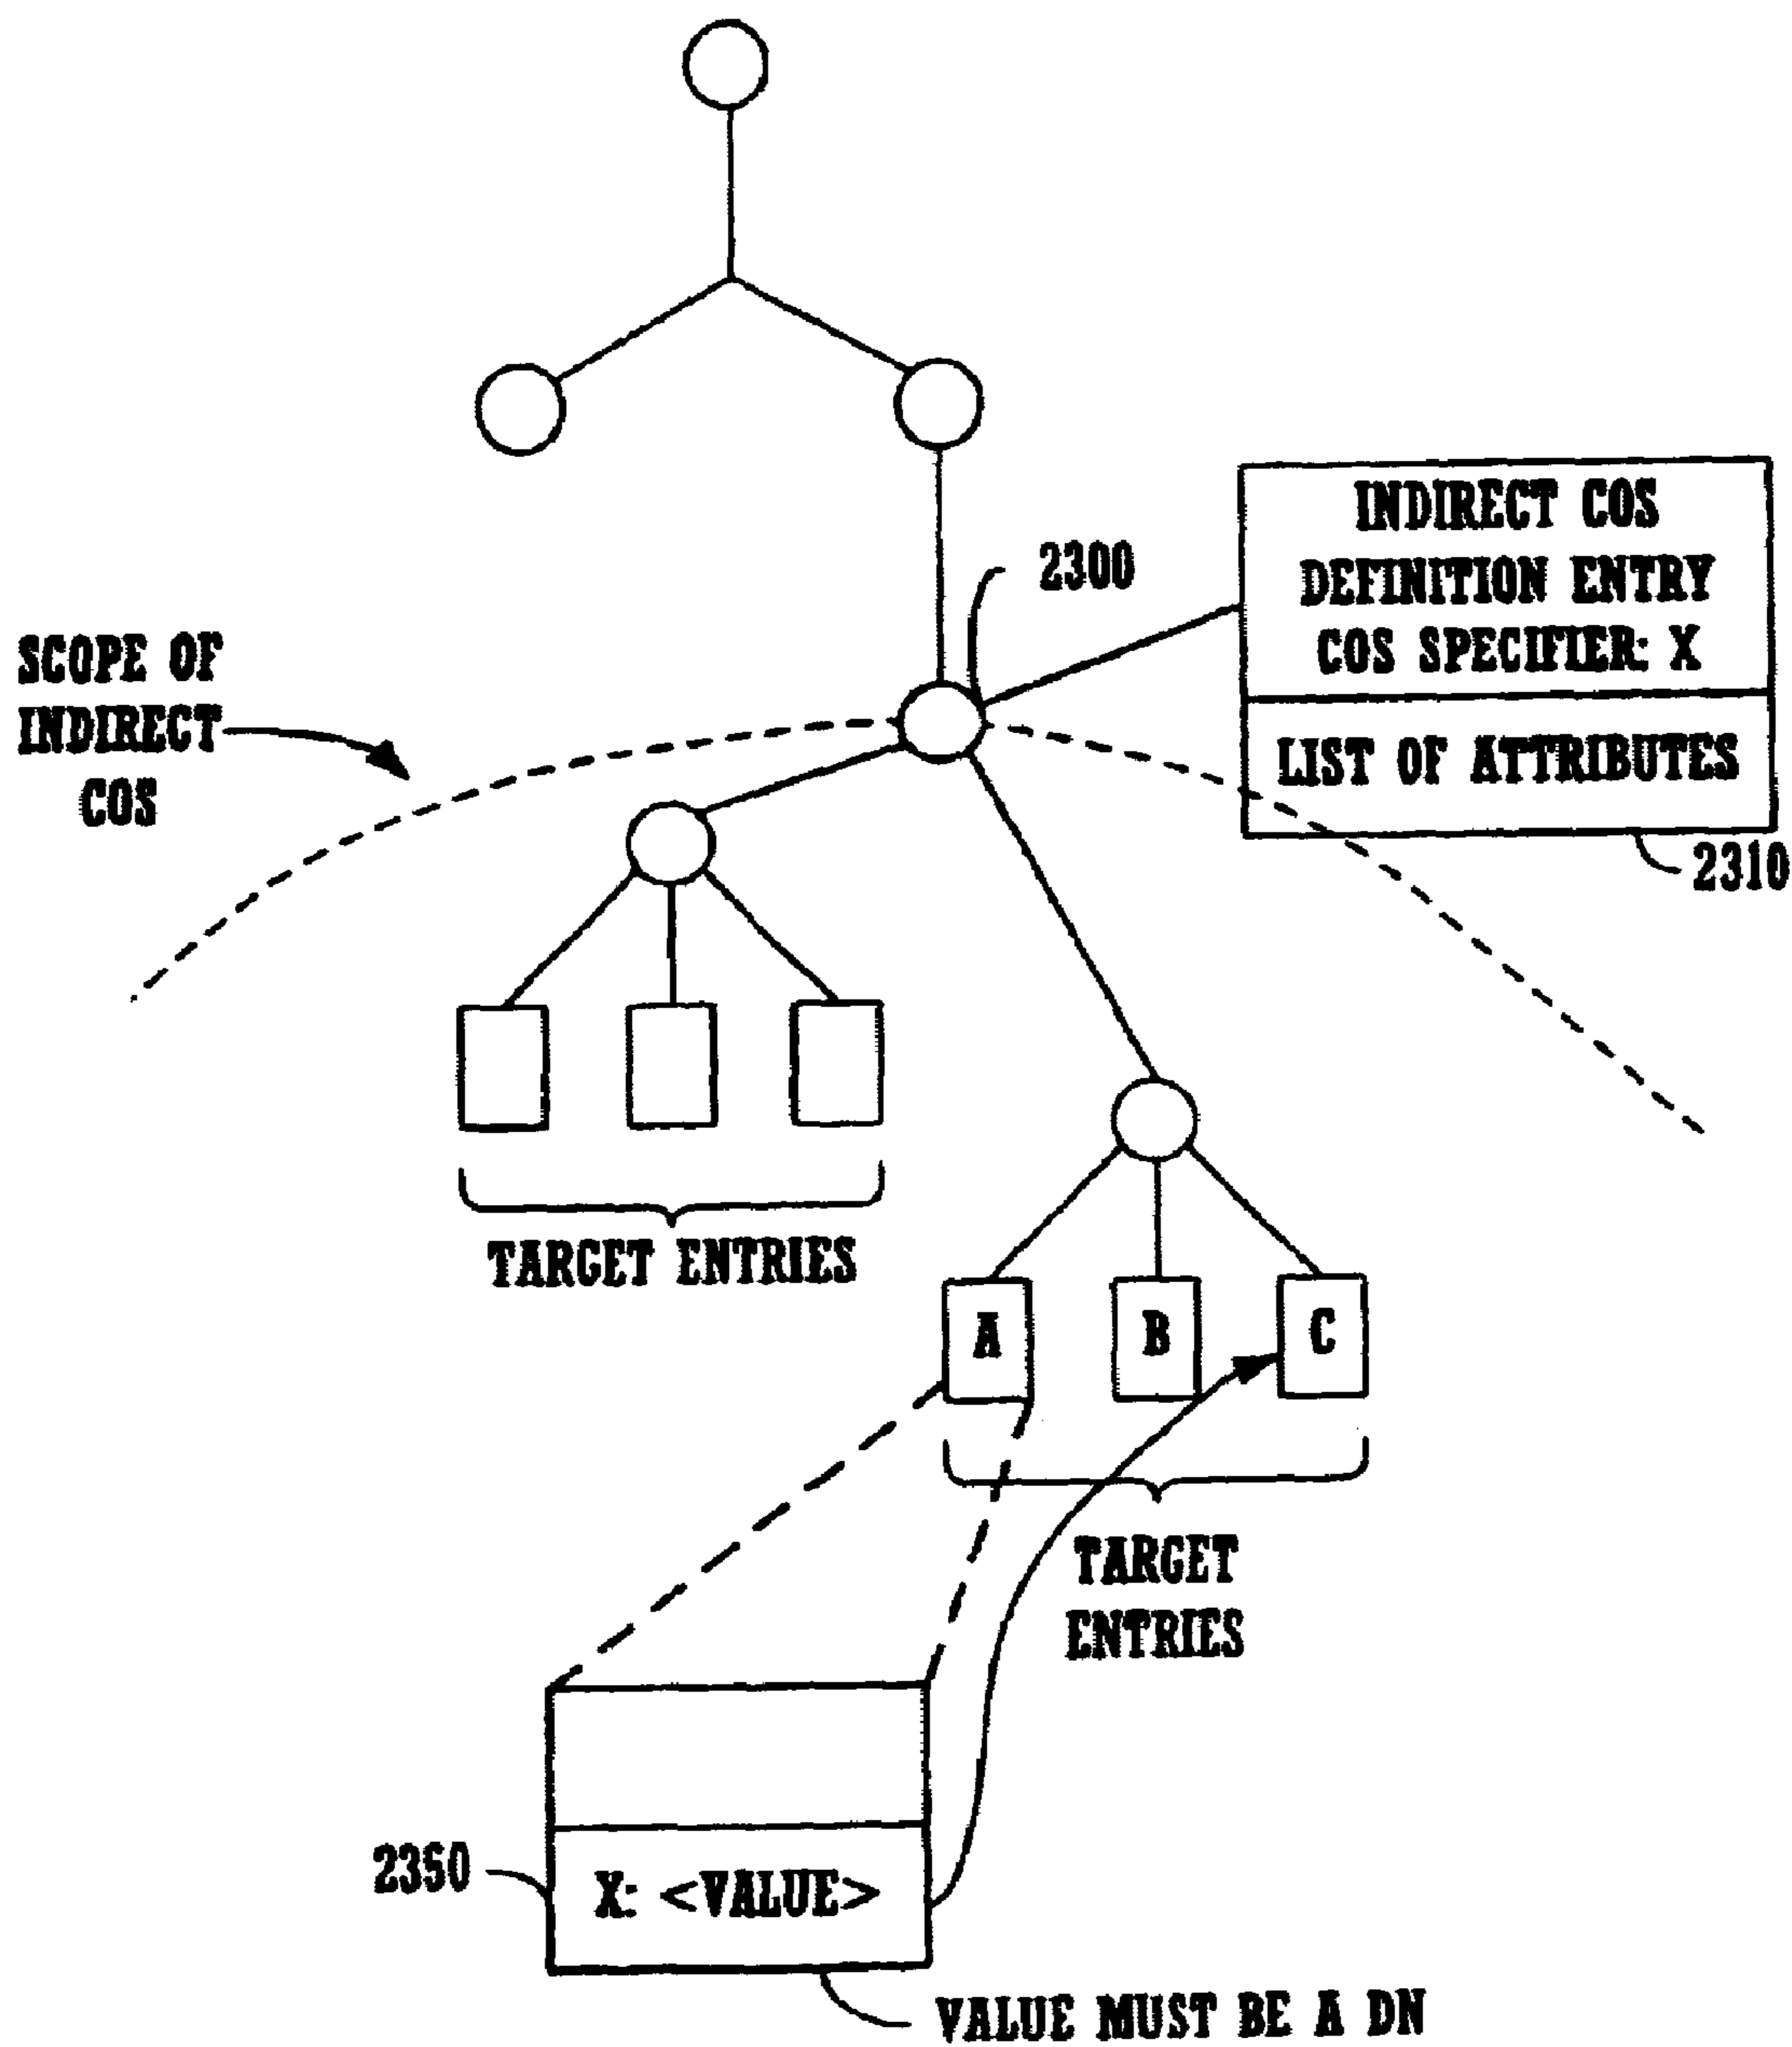 2300
INDIRECT COS
DEFINITION ENTRY
COS SPECIFIER: X
LIST OF ATTRIBUTES
2310
SCOPE OF
INDIRECT
COS
TARGET ENTRIES
A
B
C
TARGET
ENTRIES
2350
X: <VALUE>
VALUE MUST BE A DN